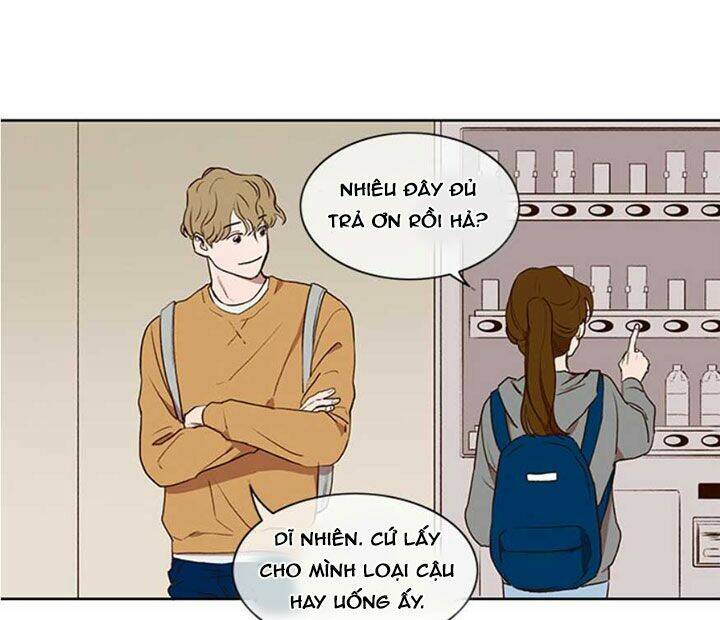 NHIÊU ĐÂY ĐỦ
TRẢ ƠN RỒI HẢ?
DĨ NHIÊN. CỨ LẤY
CHO MÌNH LOẠI CẬU
HAY UỐNG ẤY.